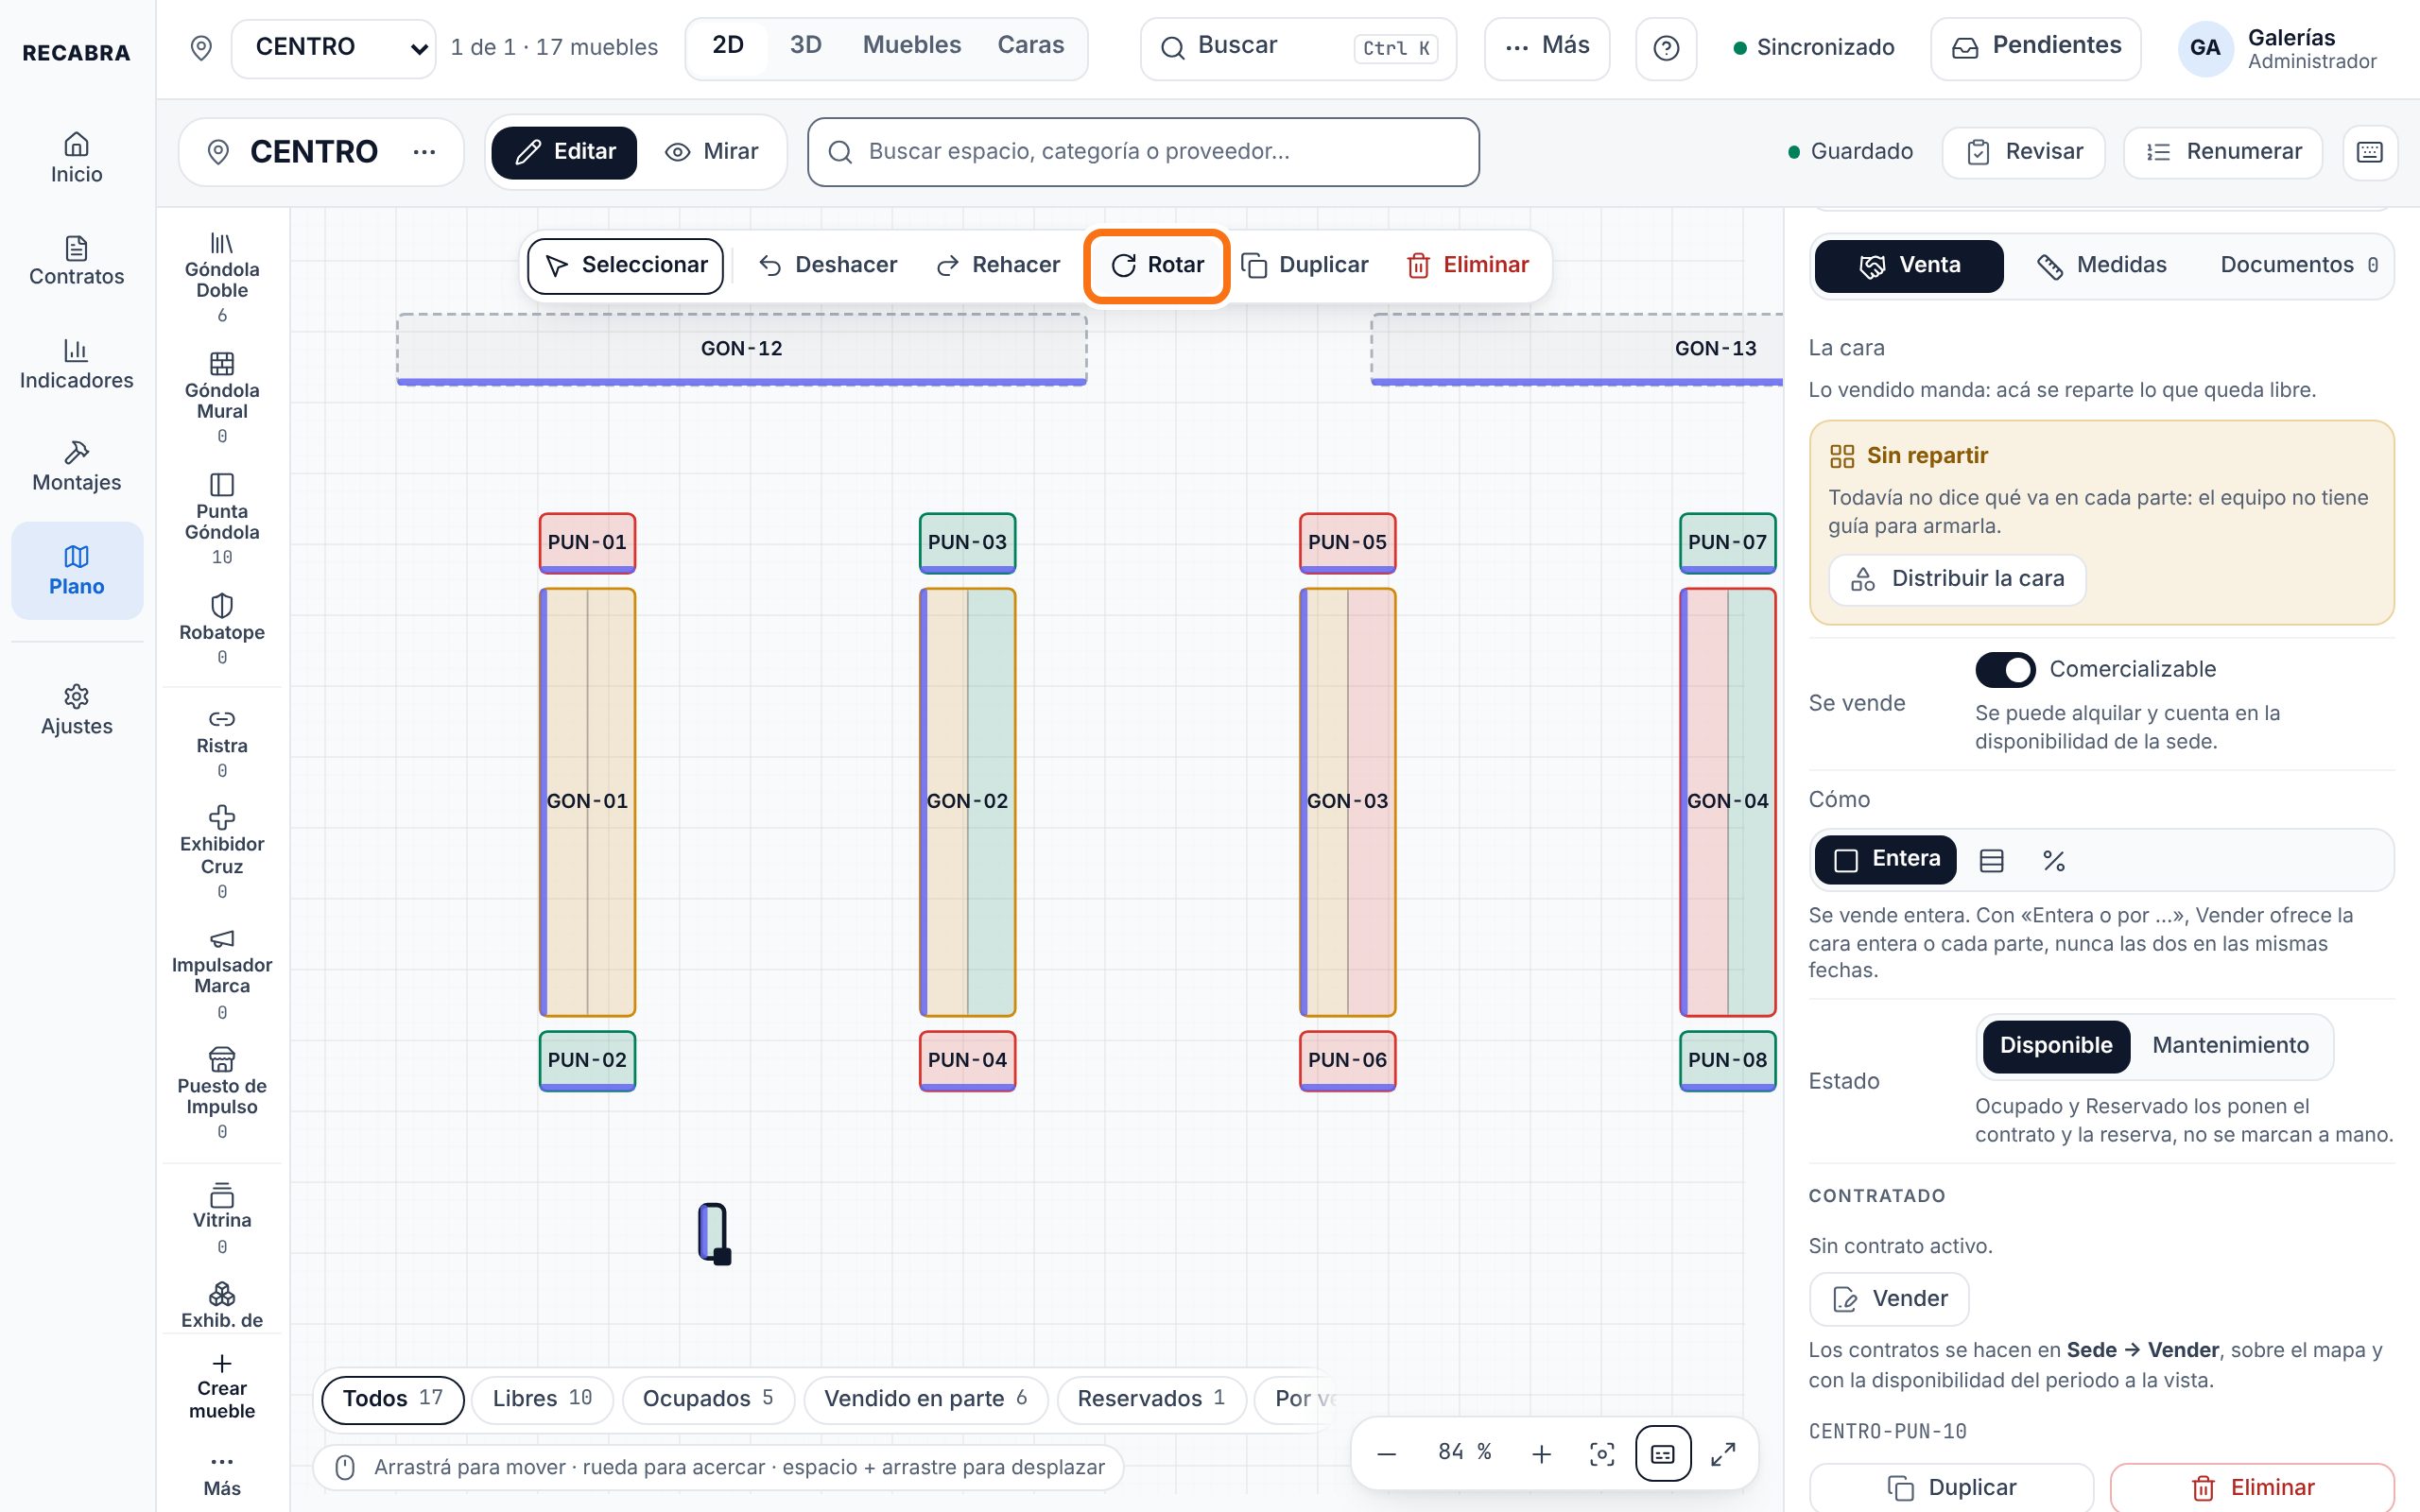 RECABRA
CENTRO
1 de 1 · 17 muebles
2D
3D
Muebles
Caras
Buscar
Ctrl K
Más
Sincronizado
Pendientes
GA
Galerías
Administrador
Inicio
Contratos
Indicadores
Montajes
Plano
Ajustes
CENTRO
Editar
Mirar
Buscar espacio, categoría o proveedor...
Guardado
Revisar
Renumerar
Góndola
Doble
6
Góndola
Mural
0
Punta
Góndola
10
Robatope
0
Ristra
0
Exhibidor
Cruz
0
Impulsador
Marca
0
Puesto de
Impulso
0
Vitrina
0
Exhib. de
Crear
mueble
Más
Seleccionar
Deshacer
Rehacer
Rotar
Duplicar
Eliminar
GON-12
GON-13
PUN-01
PUN-03
PUN-05
PUN-07
GON-01
GON-02
GON-03
GON-04
PUN-02
PUN-04
PUN-06
PUN-08
Todos 17
Libres 10
Ocupados 5
Vendido en parte 6
Reservados 1
Por
Arrastrá para mover · rueda para acercar · espacio + arrastre para desplazar
84 %
Venta
Medidas
Documentos 0
La cara
Lo vendido manda: acá se reparte lo que queda libre.
Sin repartir
Todavía no dice qué va en cada parte: el equipo no tiene
guía para armarla.
Distribuir la cara
Se vende
Comercializable
Se puede alquilar y cuenta en la
disponibilidad de la sede.
Cómo
Entera
%
Se vende entera. Con «Entera o por ...», Vender ofrece la
cara entera o cada parte, nunca las dos en las mismas
fechas.
Estado
Disponible
Mantenimiento
Ocupado y Reservado los ponen el
contrato y la reserva, no se marcan a mano.
CONTRATADO
Sin contrato activo.
Vender
Los contratos se hacen en Sede → Vender, sobre el mapa y
con la disponibilidad del periodo a la vista.
CENTRO-PUN-10
Duplicar
Eliminar